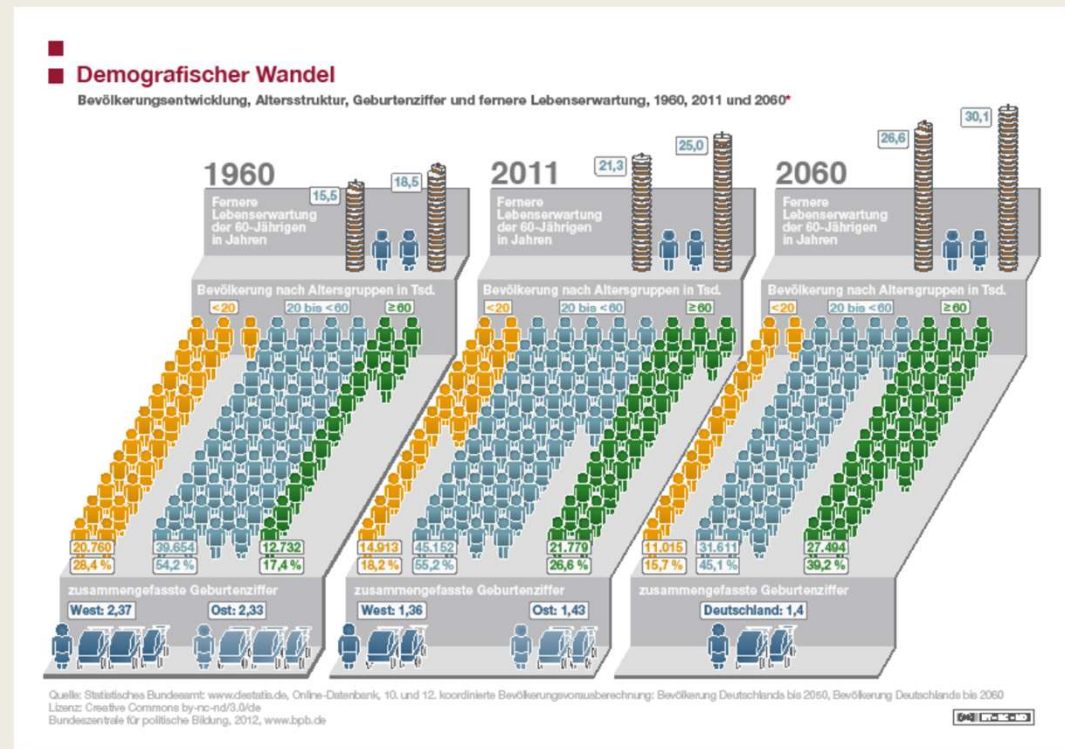 Demografischer Wandel
Bevölkerungsentwicklung, Altersstruktur, Geburtenziffer und fernere Lebenserwartung, 1960, 2011 und 2060*
1960
15,5
18,5
Fernere
Lebenserwartung
der 60-Jährigen
in Jahren
2011
21,3
25,0
Fernere
Lebenserwartung
der 60-Jährigen
in Jahren
2060
26,6
30,1
Fernere
Lebenserwartung
der 60-Jährigen
in Jahren
Bevölkerung nach Altersgruppen in Tsd.
<20 20 bis <60 ≥60
Bevölkerung nach Altersgruppen in Tsd.
<20 20 bis <60 ≥60
Bevölkerung nach Altersgruppen in Tsd.
<20 20 bis <60 ≥60
20.760 39.654 12.732
28,4 % 54,2 % 17,4 %
14.913 45.152 21.779
18,2 % 55,2 % 26,6 %
11.015 31.611 27.494
15,7 % 45,1 % 39,2 %
zusammengefasste Geburtenziffer
West: 2,37 Ost: 2,33
zusammengefasste Geburtenziffer
West: 1,36 Ost: 1,43
zusammengefasste Geburtenziffer
Deutschland: 1,4
Quelle: Statistisches Bundesamt: www.destatis.de, Online-Datenbank, 10. und 12. koordinierte Bevölkerungsvorausberechnung: Bevölkerung Deutschlands bis 2050, Bevölkerung Deutschlands bis 2060
Lizenz: Creative Commons by-nc-nd/3.0/de
Bundeszentrale für politische Bildung, 2012, www.bpb.de